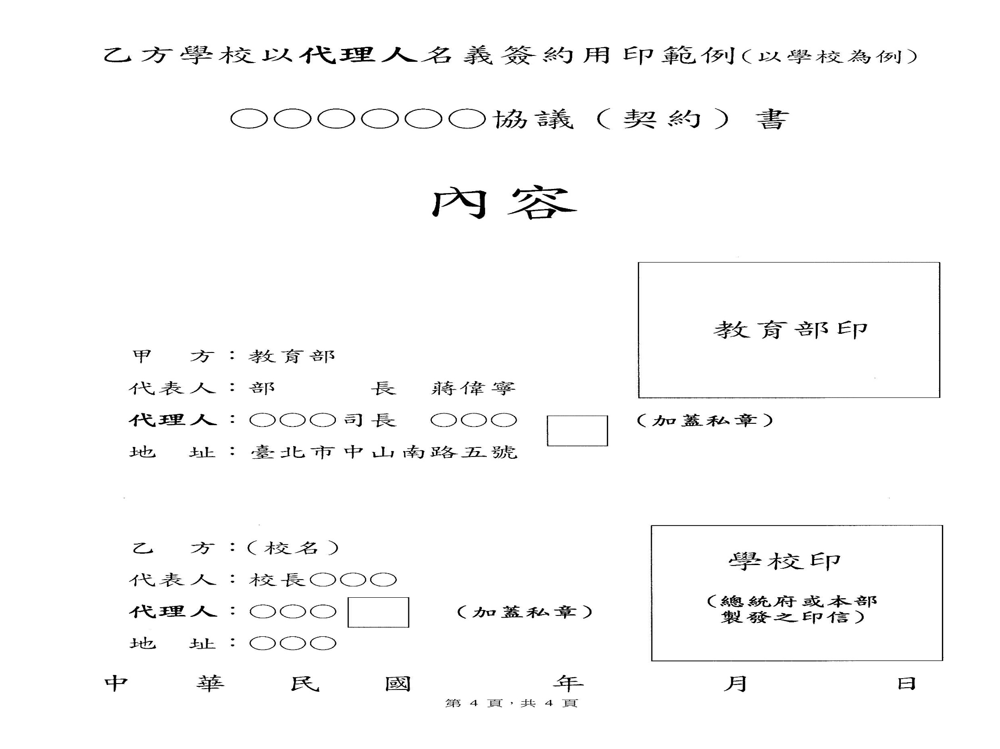 乙方學校以代理人名義簽約用印範例(以學校為例)
○○○○○○協議(契約)書
內容
教育部印
甲 方：教育部
代表人：部 長 蔣偉寧
代理人：○○○司長 ○○○ (加蓋私章)
地 址：臺北市中山南路五號
乙 方：(校名)
學校印
代表人：校長○○○
(總統府或本部
代理人：○○○ (加蓋私章)
製發之印信)
地 址：○○○
中華民國 年 月 日
第 4 頁，共 4 頁